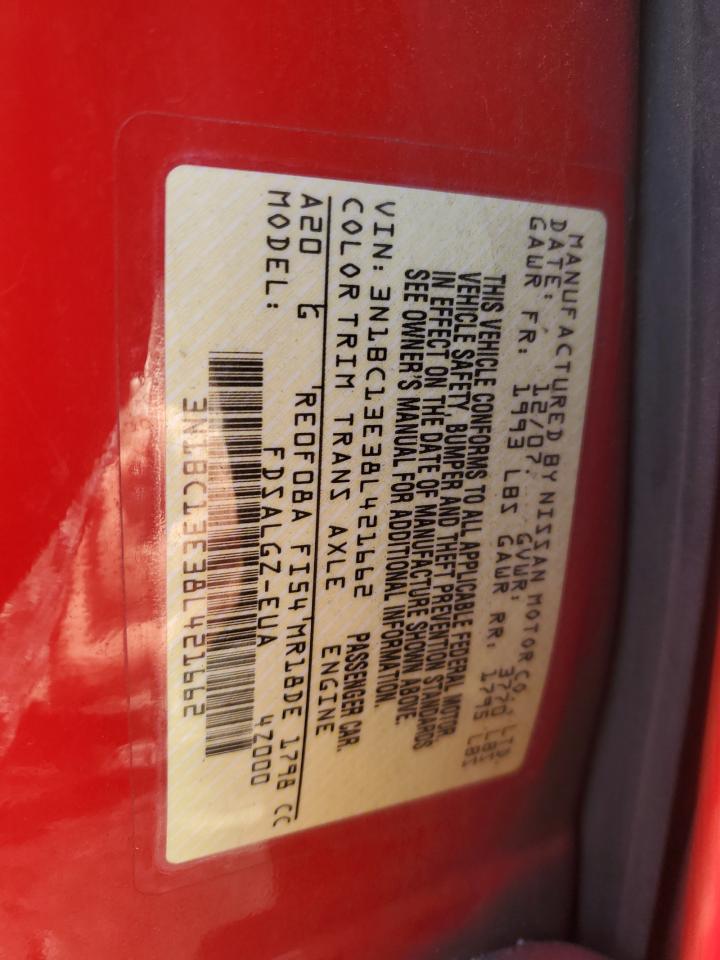 MANUFACTURED BY NISSAN MOTOR CO., LTD.
DATE: 12/07. GVWR: 3770 LBS
GAWR FR: 1993 LBS GAWR RR: 1795 LBS
THIS VEHICLE CONFORMS TO ALL APPLICABLE FEDERAL MOTOR
VEHICLE SAFETY, BUMPER AND THEFT PREVENTION STANDARDS
IN EFFECT ON THE DATE OF MANUFACTURE SHOWN ABOVE.
SEE OWNER'S MANUAL FOR ADDITIONAL INFORMATION.
VIN: 3N1BC13E38L421662 PASSENGER CAR.
COLOR TRIM TRANS AXLE ENGINE
A20 G 'RE0F08A FI54'MR18DE 1798 CC
MODEL: FDSALGZ-EUA 4Z000
3N1BC13E38L421662